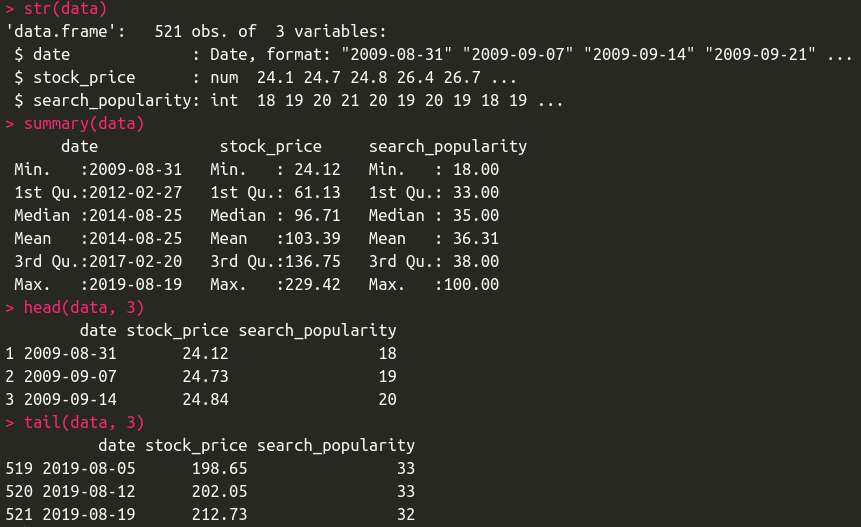 > str(data)
'data.frame':   521 obs. of  3 variables:
 $ date             : Date, format: "2009-08-31" "2009-09-07" "2009-09-14" "2009-09-21" ...
 $ stock_price      : num  24.1 24.7 24.8 26.4 26.7 ...
 $ search_popularity: int  18 19 20 21 20 19 20 19 18 19 ...
> summary(data)
      date             stock_price     search_popularity
 Min.   :2009-08-31   Min.   : 24.12   Min.   : 18.00
 1st Qu.:2012-02-27   1st Qu.: 61.13   1st Qu.: 33.00
 Median :2014-08-25   Median : 96.71   Median : 35.00
 Mean   :2014-08-25   Mean   :103.39   Mean   : 36.31
 3rd Qu.:2017-02-20   3rd Qu.:136.75   3rd Qu.: 38.00
 Max.   :2019-08-19   Max.   :229.42   Max.   :100.00
> head(data, 3)
        date stock_price search_popularity
1 2009-08-31       24.12                18
2 2009-09-07       24.73                19
3 2009-09-14       24.84                20
> tail(data, 3)
          date stock_price search_popularity
519 2019-08-05      198.65                33
520 2019-08-12      202.05                33
521 2019-08-19      212.73                32